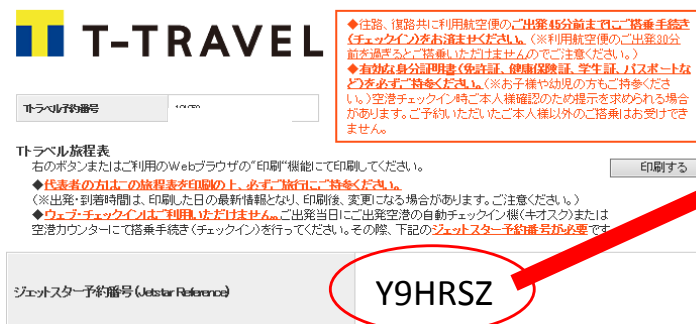 T-TRAVEL
◆往路、復路共に利用航空便のご出発45分前までにご搭乗手続き
(チェックイン)をお済ませください。(※利用航空便のご出発30分
前を過ぎるとご搭乗いただけませんのでご注意ください。)
◆有効な身分証明書(免許証、健康保険証、学生証、パスポートな
ど)を必ずご持参ください。(※お子様や幼児の方もご持参くださ
い。)空港チェックイン時ご本人様確認のため提示を求められる場合
があります。ご予約いただいたご本人様以外のご搭乗はお受けでき
ません。
Tトラベル予約番号
Tトラベル旅程表
右のボタンまたはご利用のWebブラウザの"印刷"機能にて印刷してください。
印刷する
◆代表者の方はこの旅程表を印刷の上、必ずご旅行にご持参ください。
(※出発・到着時間は、印刷した日の最新情報となり、印刷後、変更になる場合があります。ご注意ください。)
◆ウェブ・チェックインはご利用いただけません。ご出発当日にご出発空港の自動チェックイン機(キオスク)または
空港カウンターにて搭乗手続き(チェックイン)を行ってください。その際、下記のジェットスター予約番号が必要です
ジェットスター予約番号(Jetstar Reference)
Y9HRSZ